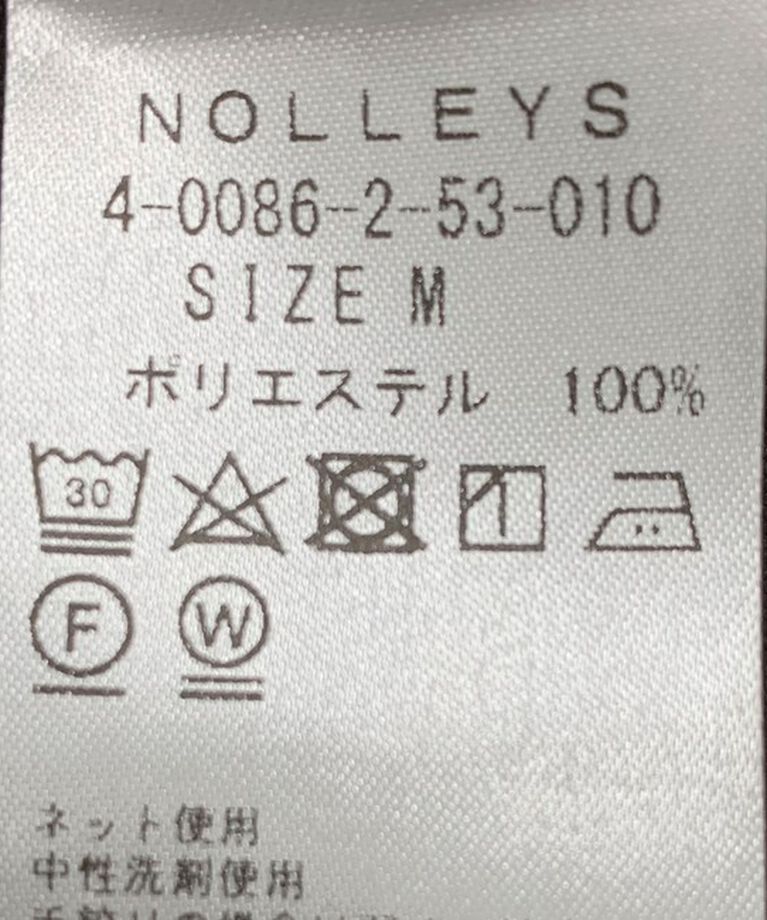 NOLLEYS
4-0086-2-53-010
SIZE M
ポリエステル 100%
30
F W
ネット使用
中性洗剤使用